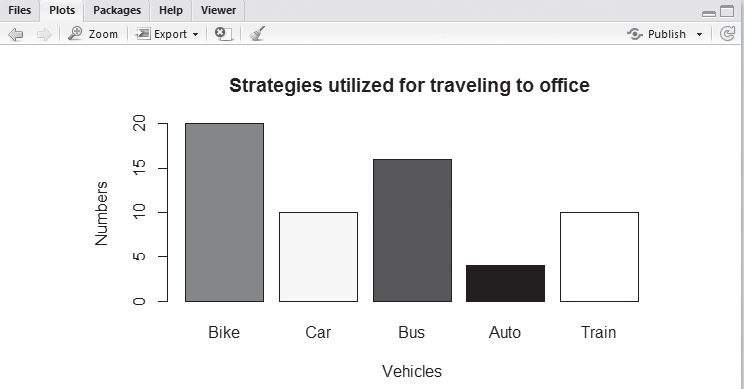 Files Plots Packages Help Viewer
Zoom Export Publish
Strategies utilized for traveling to office
20
15
10
5
0
Numbers
Bike Car Bus Auto Train
Vehicles